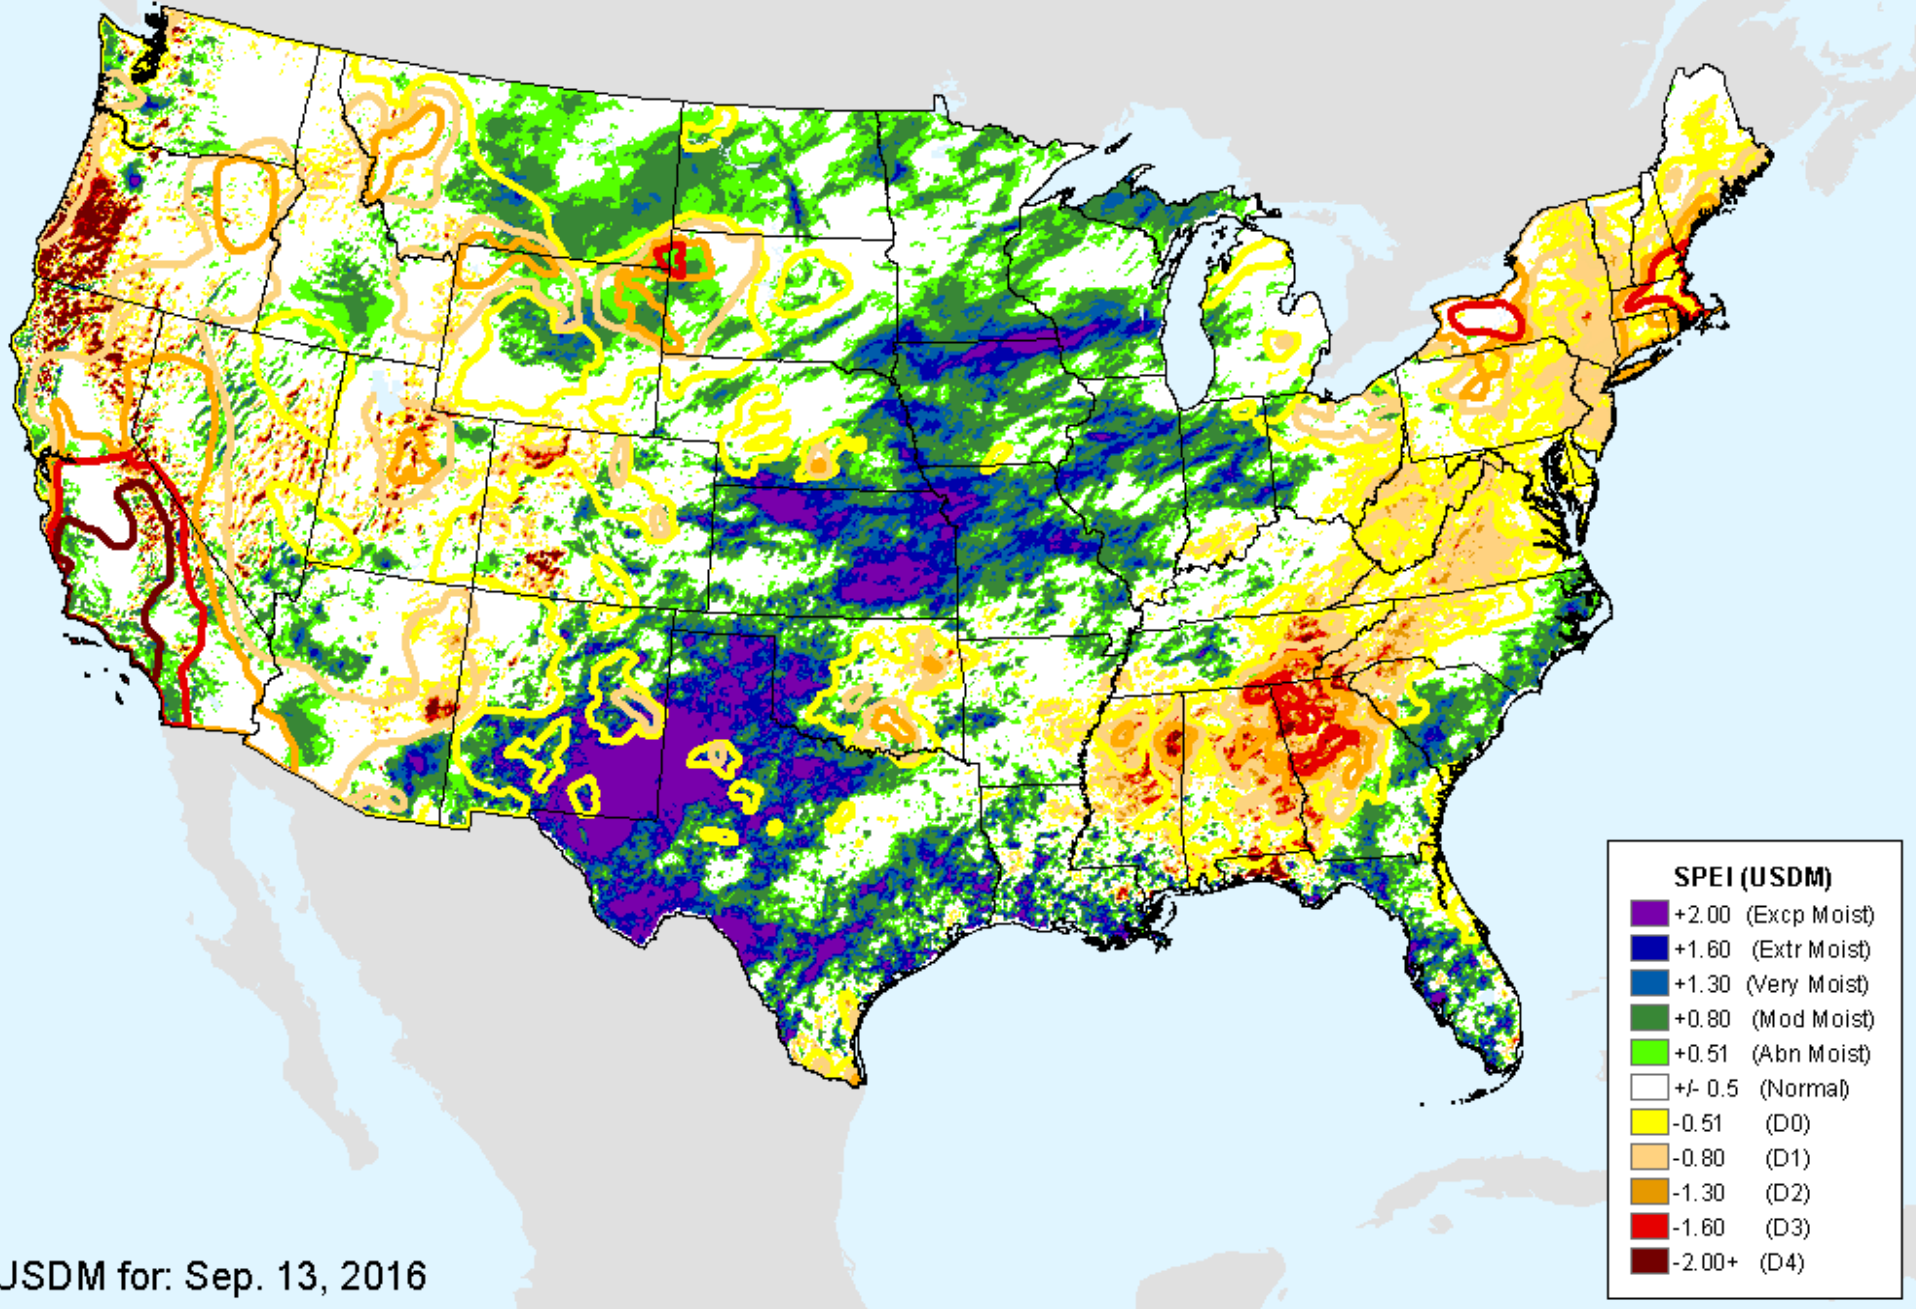 SPEI (USDM)
+2.00 (Excp Moist)
+1.60 (Extr Moist)
+1.30 (Very Moist)
+0.80 (Mod Moist)
+0.51 (Abn Moist)
+/- 0.5 (Normal)
-0.51 (D0)
-0.80 (D1)
-1.30 (D2)
-1.60 (D3)
-2.00+ (D4)
USDM for: Sep. 13, 2016